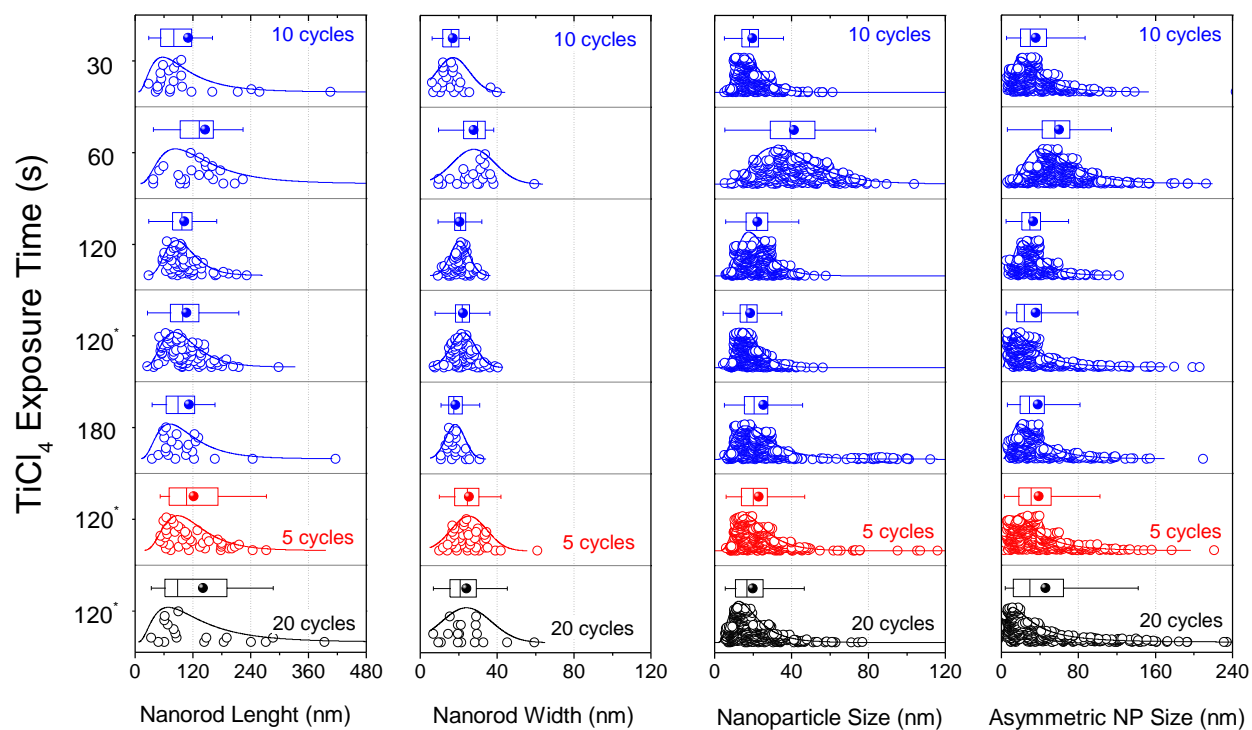 TiCl4 Exposure Time (s)
30
60
120
120*
180
120*
120*
10 cycles
10 cycles
10 cycles
10 cycles
5 cycles
5 cycles
5 cycles
5 cycles
20 cycles
20 cycles
20 cycles
20 cycles
0 120 240 360 480
0 40 80 120
0 40 80 120
0 80 160 240
Nanorod Lenght (nm)
Nanorod Width (nm)
Nanoparticle Size (nm)
Asymmetric NP Size (nm)